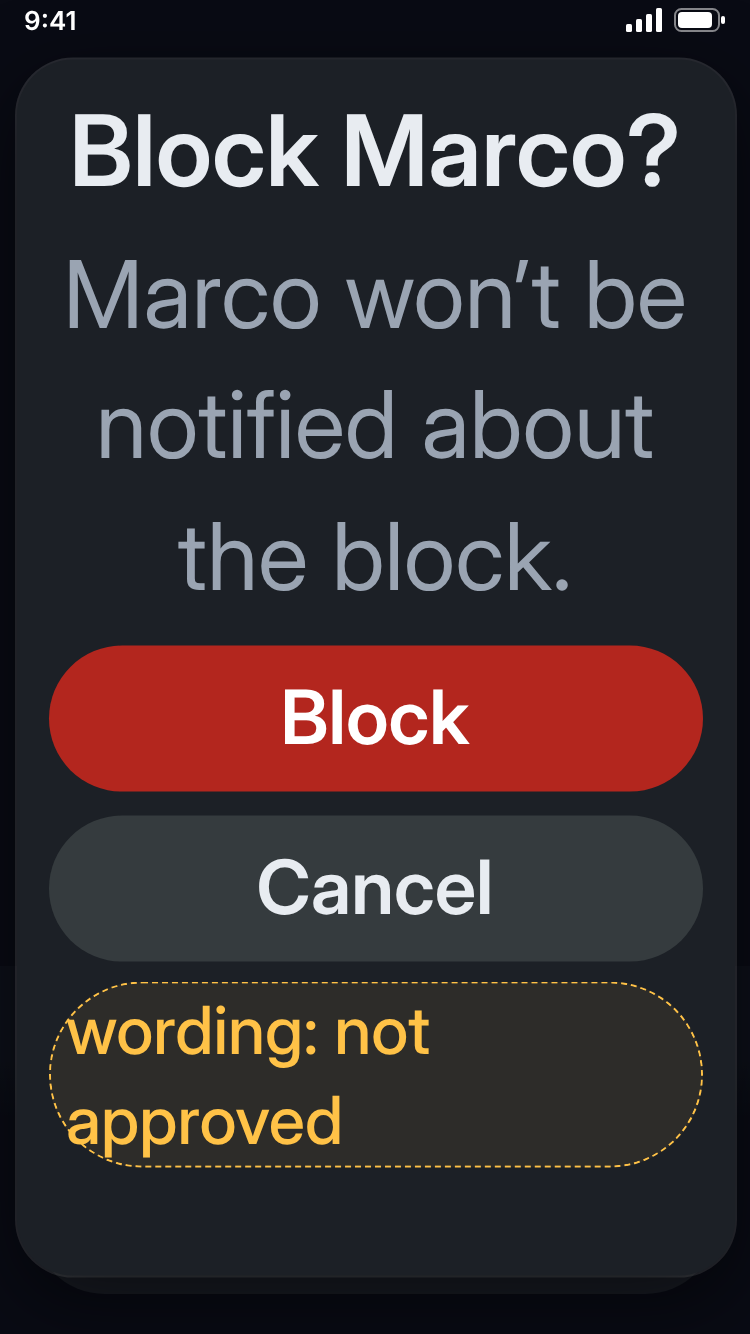 9:41
Block Marco?
Marco won’t be
notified about
the block.
Block
Cancel
wording: not
approved